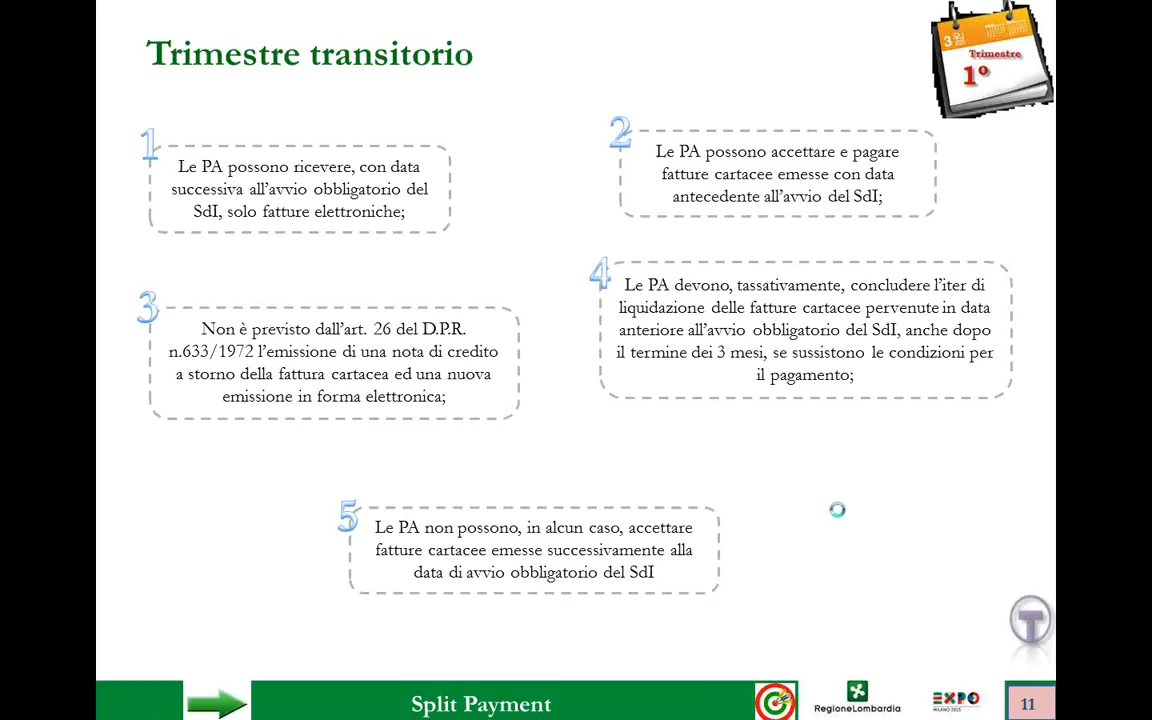 Trimestre transitorio
3
Trimestre
1º
1
Le PA possono ricevere, con data
successiva all'avvio obbligatorio del
SdI, solo fatture elettroniche;
2
Le PA possono accettare e pagare
fatture cartacee emesse con data
antecedente all'avvio del SdI;
3
Non è previsto dall'art. 26 del D.P.R.
n.633/1972 l'emissione di una nota di credito
a storno della fattura cartacea ed una nuova
emissione in forma elettronica;
4
Le PA devono, tassativamente, concludere l'iter di
liquidazione delle fatture cartacee pervenute in data
anteriore all'avvio obbligatorio del SdI, anche dopo
il termine dei 3 mesi, se sussistono le condizioni per
il pagamento;
5
Le PA non possono, in alcun caso, accettare
fatture cartacee emesse successivamente alla
data di avvio obbligatorio del SdI
T
Split Payment
RegioneLombardia
EXPO
MILANO 2015
11